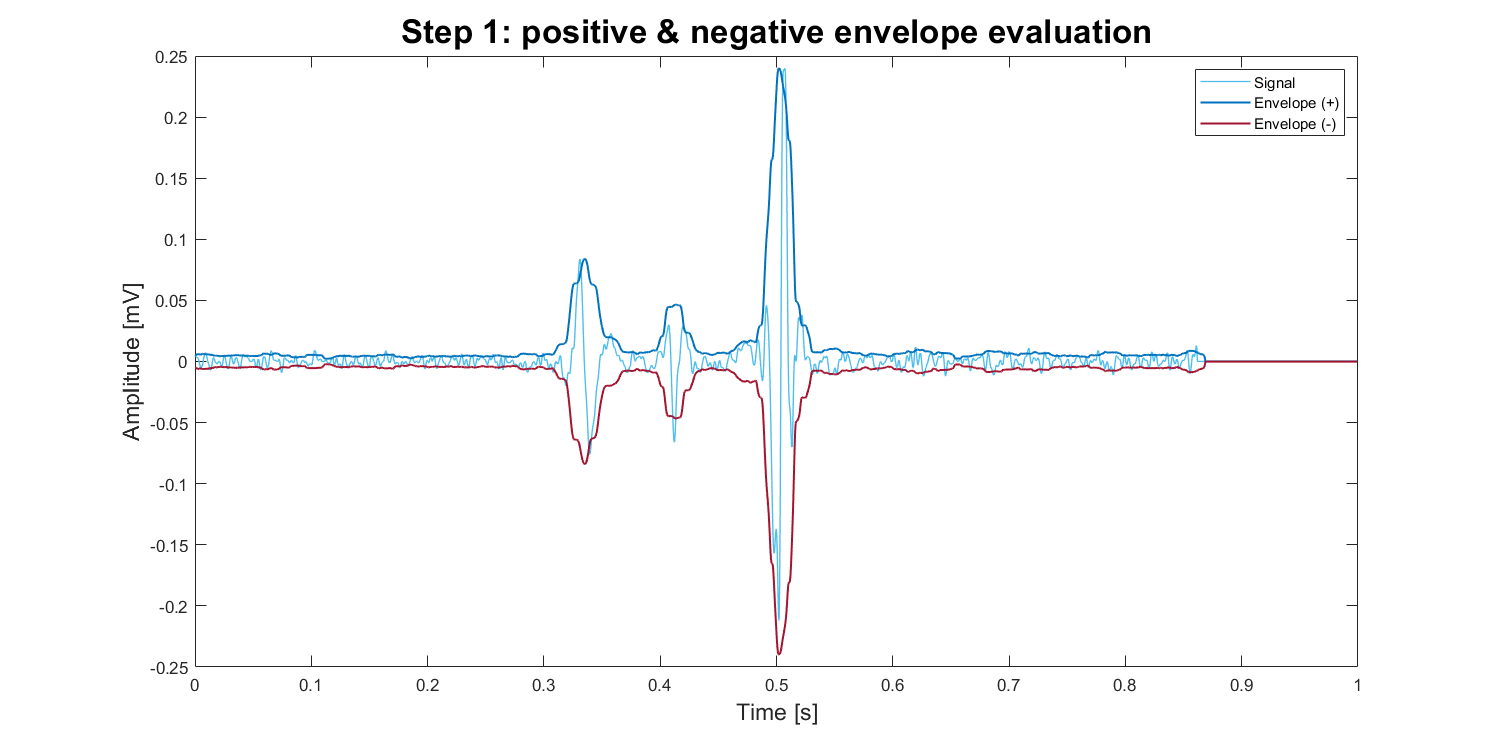 Step 1: positive & negative envelope evaluation
Signal
Envelope (+)
Envelope (-)
Amplitude [mV]
0.25
0.2
0.15
0.1
0.05
0
-0.05
-0.1
-0.15
-0.2
-0.25
0 0.1 0.2 0.3 0.4 0.5 0.6 0.7 0.8 0.9 1
Time [s]